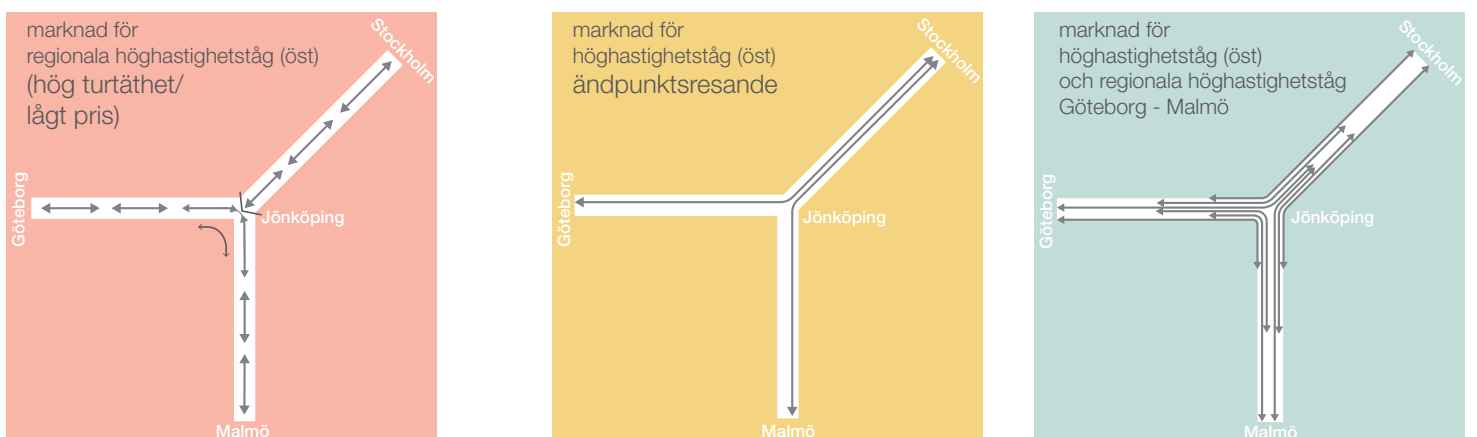 marknad för
regionala höghastighetståg (öst)
(hög turtäthet/
lågt pris)
Stockholm
Göteborg
Jönköping
Malmö
marknad för
höghastighetståg (öst)
ändpunktsresande
Stockholm
Göteborg
Jönköping
Malmö
marknad för
höghastighetståg (öst)
och regionala höghastighetståg
Göteborg - Malmö
Stockholm
Göteborg
Jönköping
Malmö